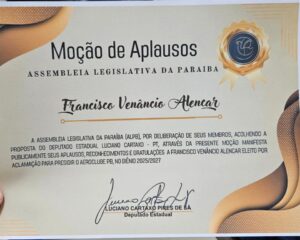 Moção de Aplausos
ASSEMBLEIA LEGISLATIVA DA PARAIBA
Francisco Venâncio Alencar
A ASSEMBLEIA LEGISLATIVA DA PARAÍBA (ALPB), POR DELIBERAÇÃO DE SEUS MEMBROS, ACOLHENDO A
PROPOSTA DO DEPUTADO ESTADUAL LUCIANO CARTAXO - PT, ATRAVÉS DA PRESENTE MOÇÃO MANIFESTA
PUBLICAMENTE SEUS APLAUSOS, RECONHECIMENTOS E GRATULAÇÕES A FRANCISCO VENÂNCIO ALENCAR ELEITO POR
ACLAMAÇÃO PARA PRESIDIR O AEROCLUBE PB, NO BIÊNIO 2025/2027
LUCIANO CARTAXO PIRES DE SÁ
Deputado Estadual